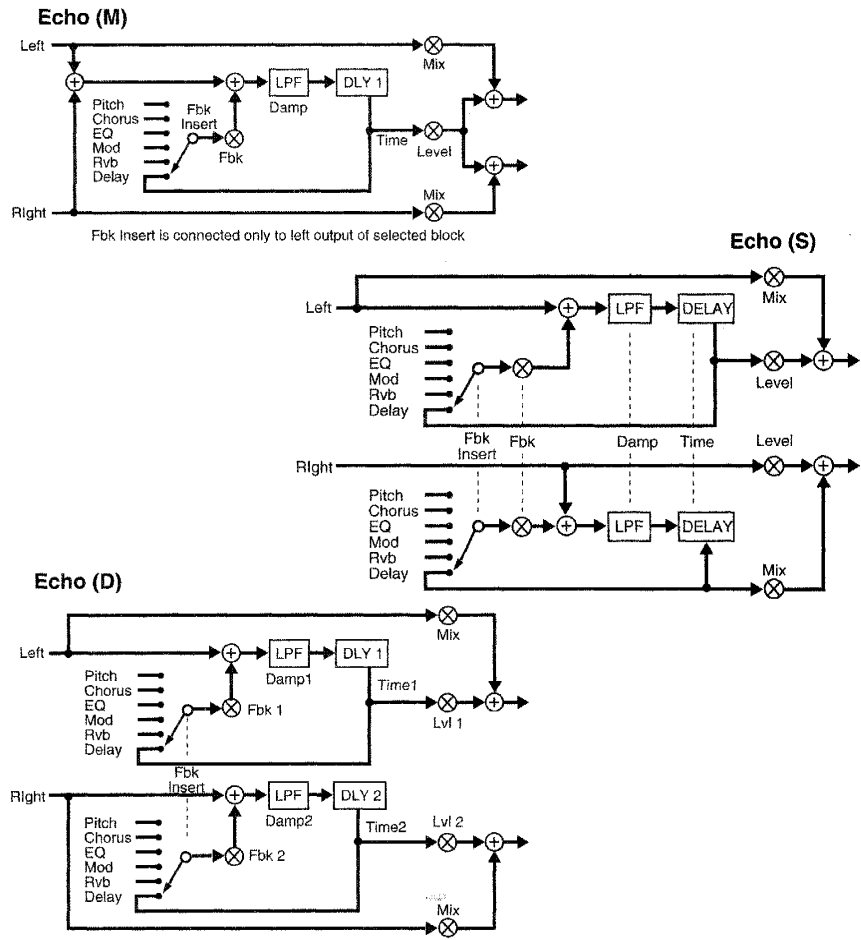 Echo (M)
Left
Mix
LPF
DLY 1
Damp
Pitch
Chorus
EQ
Mod
Rvb
Delay
Fbk
Insert
Fbk
Time
Level
Right
Mix
Fbk Insert is connected only to left output of selected block
Echo (S)
Mix
Left
LPF
DELAY
Pitch
Chorus
EQ
Mod
Rvb
Delay
Level
Fbk
Insert
Fbk
Damp
Time
Level
Right
Pitch
Chorus
EQ
Mod
Rvb
Delay
LPF
DELAY
Mix
Echo (D)
Mix
Left
LPF
DLY 1
Damp1
Pitch
Chorus
EQ
Mod
Rvb
Delay
Fbk 1
Time1
Lvl 1
Fbk
Insert
Right
LPF
DLY 2
Damp2
Pitch
Chorus
EQ
Mod
Rvb
Delay
Fbk 2
Time2
Lvl 2
Mix